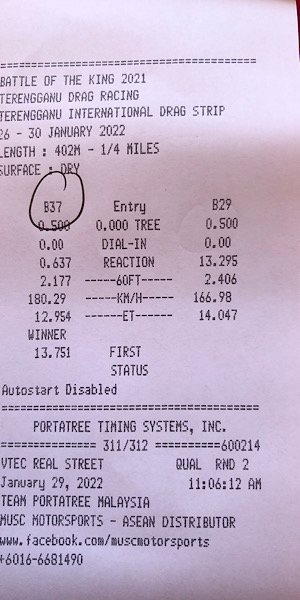 BATTLE OF THE KING 2021
TERENGGANU DRAG RACING
TERENGGANU INTERNATIONAL DRAG STRIP
26 - 30 JANUARY 2022
LENGTH : 402M - 1/4 MILES
SURFACE : DRY
B37 Entry B29
0.500 0.000 TREE 0.500
0.00 DIAL-IN 0.00
0.637 REACTION 13.295
2.177 -----60FT----- 2.406
180.29 -----KM/H----- 166.98
12.954 ------ET------ 14.047
WINNER
13.751 FIRST
STATUS
Autostart Disabled
PORTATREE TIMING SYSTEMS, INC.
=============== 311/312 ==========600214
VTEC REAL STREET QUAL RND 2
January 29, 2022 11:06:12 AM
TEAM PORTATREE MALAYSIA
MUSC MOTORSPORTS - ASEAN DISTRIBUTOR
www.facebook.com/muscmotorsports
+6016-6681490